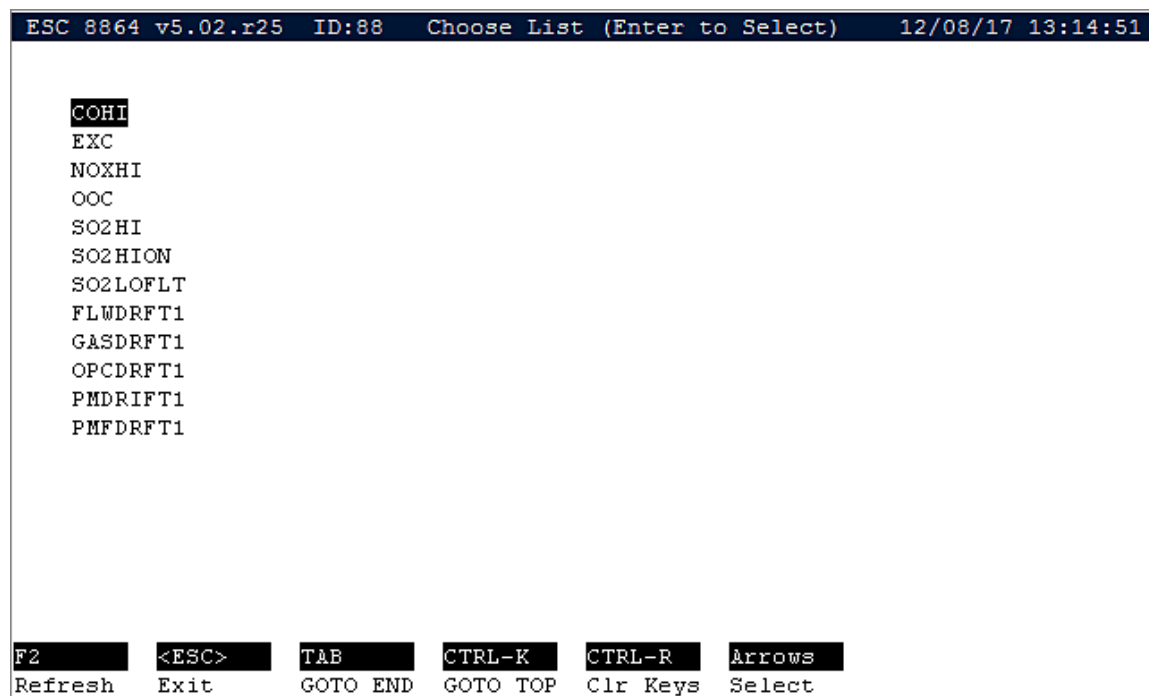 ESC 8864 v5.02.r25 ID:88 Choose List (Enter to Select) 12/08/17 13:14:51
COHI
EXC
NOXHI
OOC
SO2HI
SO2HION
SO2LOFLT
FLWDRFT1
GASDRFT1
OPCDRFT1
PMDRIFT1
PMFDRFT1
F2 <ESC> TAB CTRL-K CTRL-R Arrows
Refresh Exit GOTO END GOTO TOP Clr Keys Select